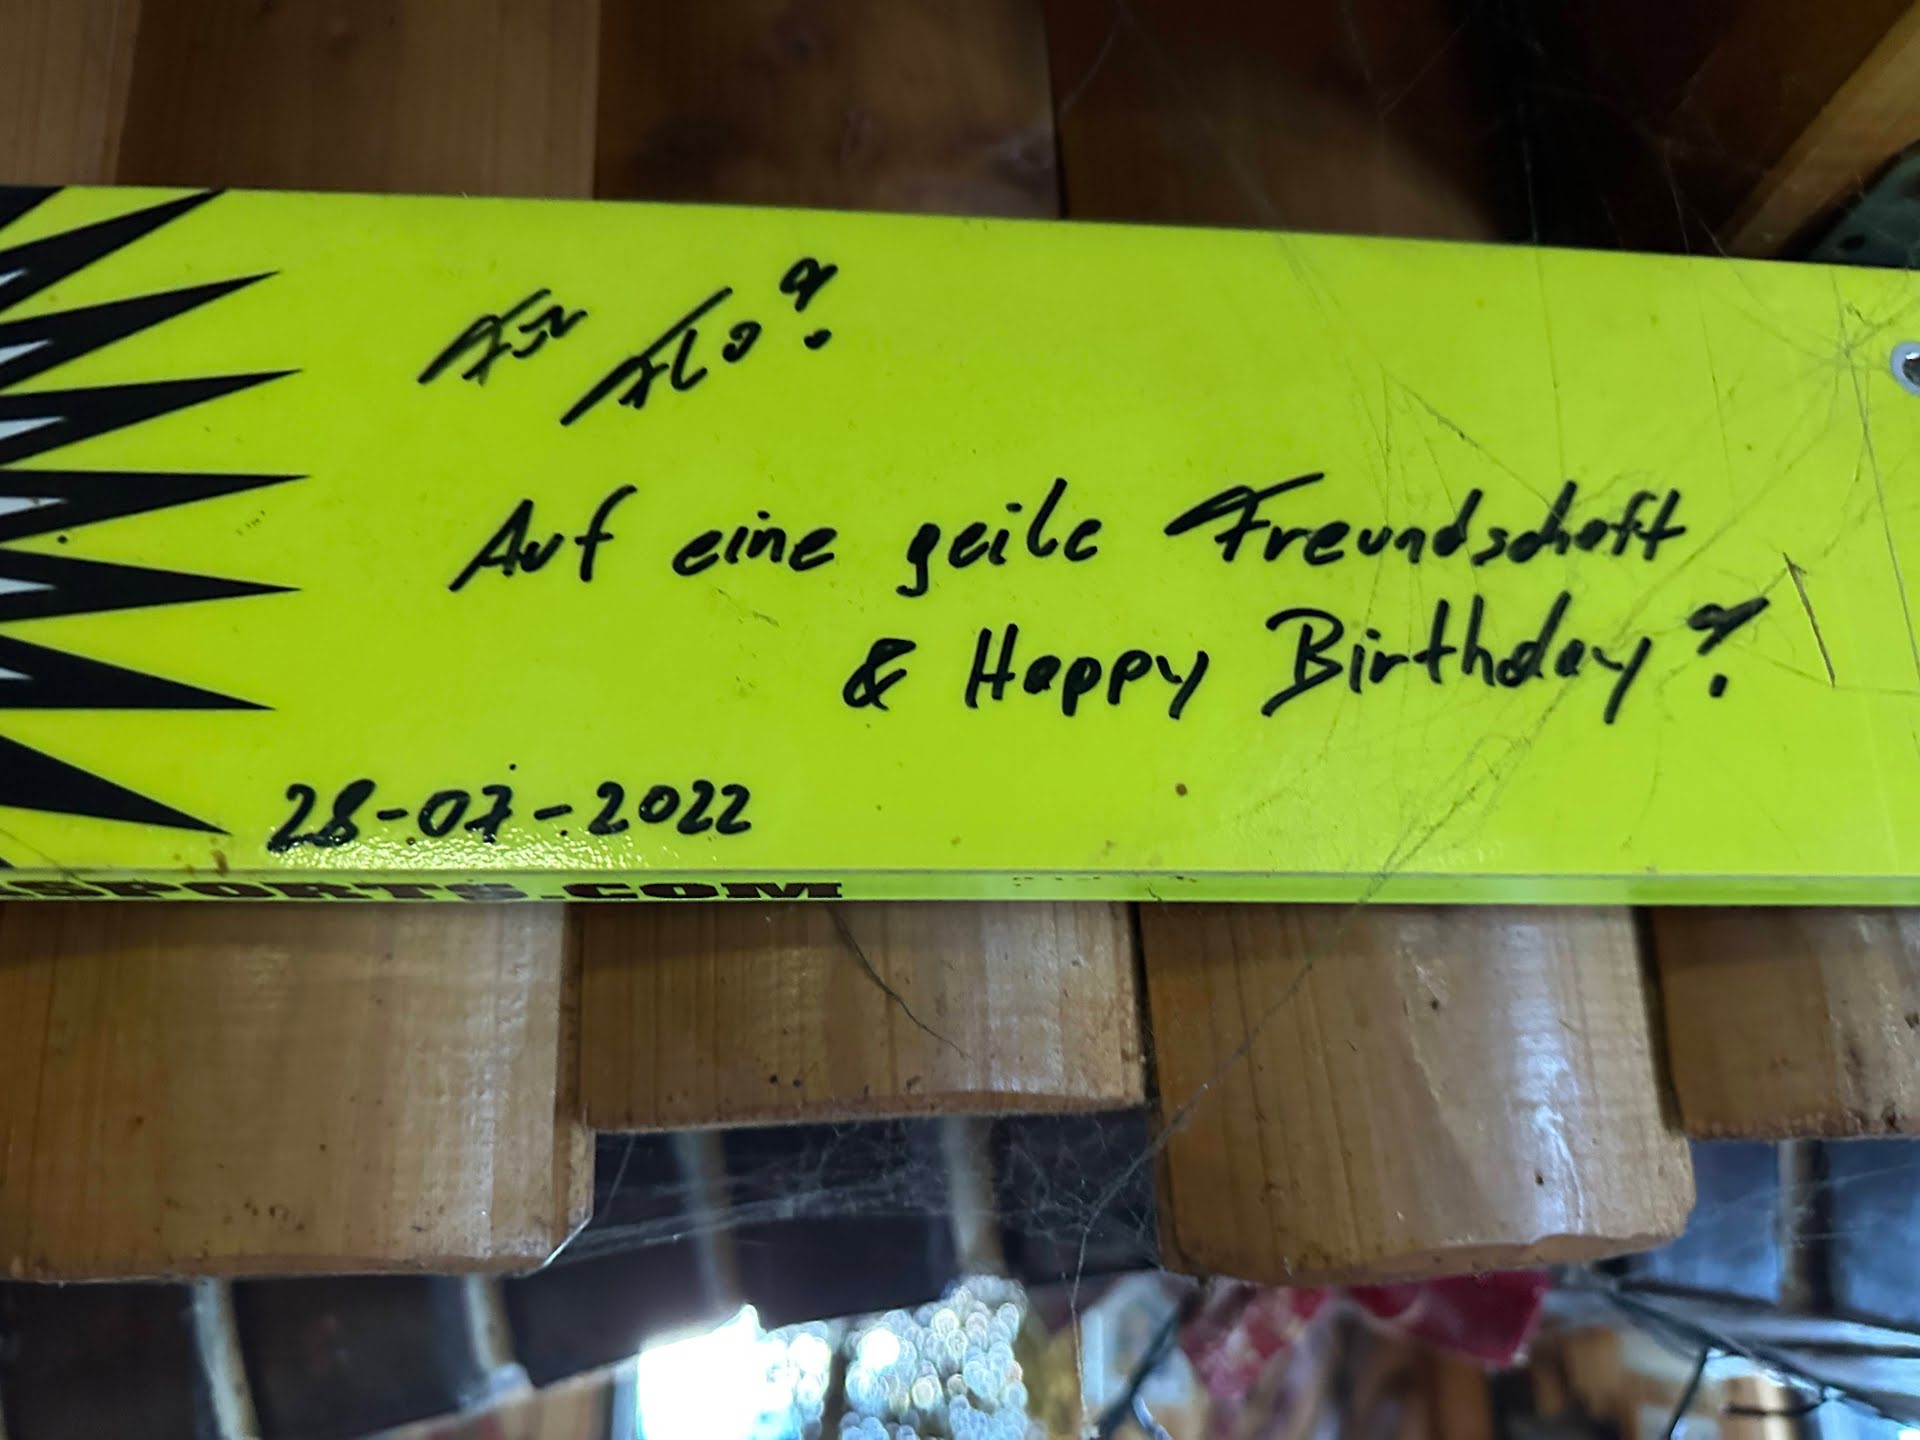 Für Flo!
Auf eine geile Freundschaft
& Happy Birthday!
28-07-2022
SPORTS.COM